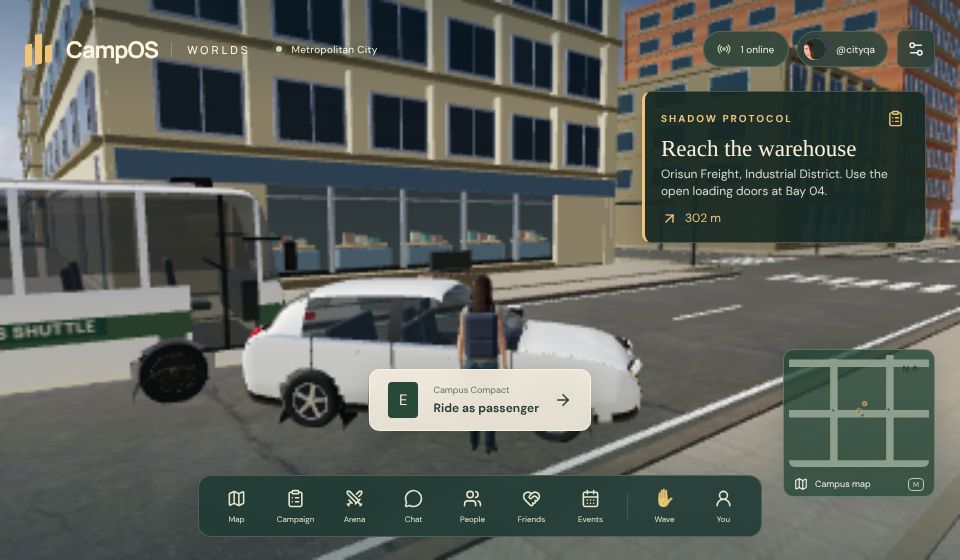 CampOS
WORLDS
Metropolitan City
1 online
@cityqa
SHADOW PROTOCOL
Reach the warehouse
Orisun Freight, Industrial District. Use the
open loading doors at Bay 04.
302 m
SHUTTLE
E
Campus Compact
Ride as passenger
N
Campus map
M
Map
Campaign
Arena
Chat
People
Friends
Events
Wave
You